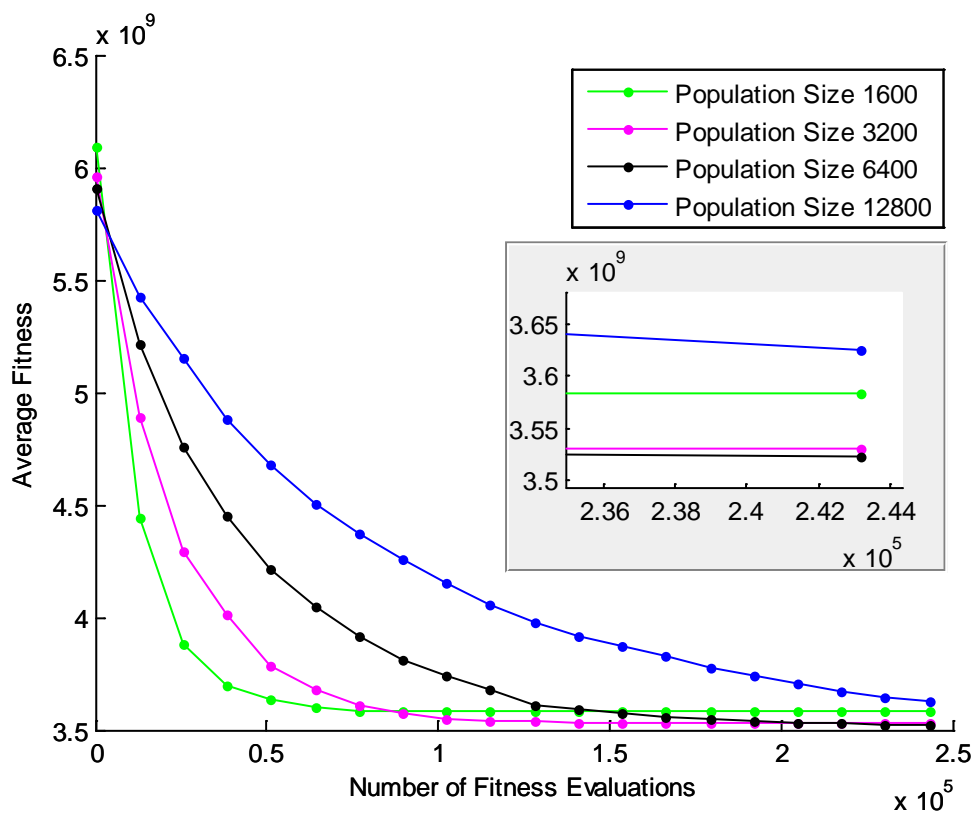 x 10^9
6.5
6
5.5
5
4.5
4
3.5
Average Fitness
0
0.5
1
1.5
2
2.5
x 10^5
Number of Fitness Evaluations
Population Size 1600
Population Size 3200
Population Size 6400
Population Size 12800
x 10^9
3.65
3.6
3.55
3.5
2.36 2.38 2.4 2.42 2.44
x 10^5